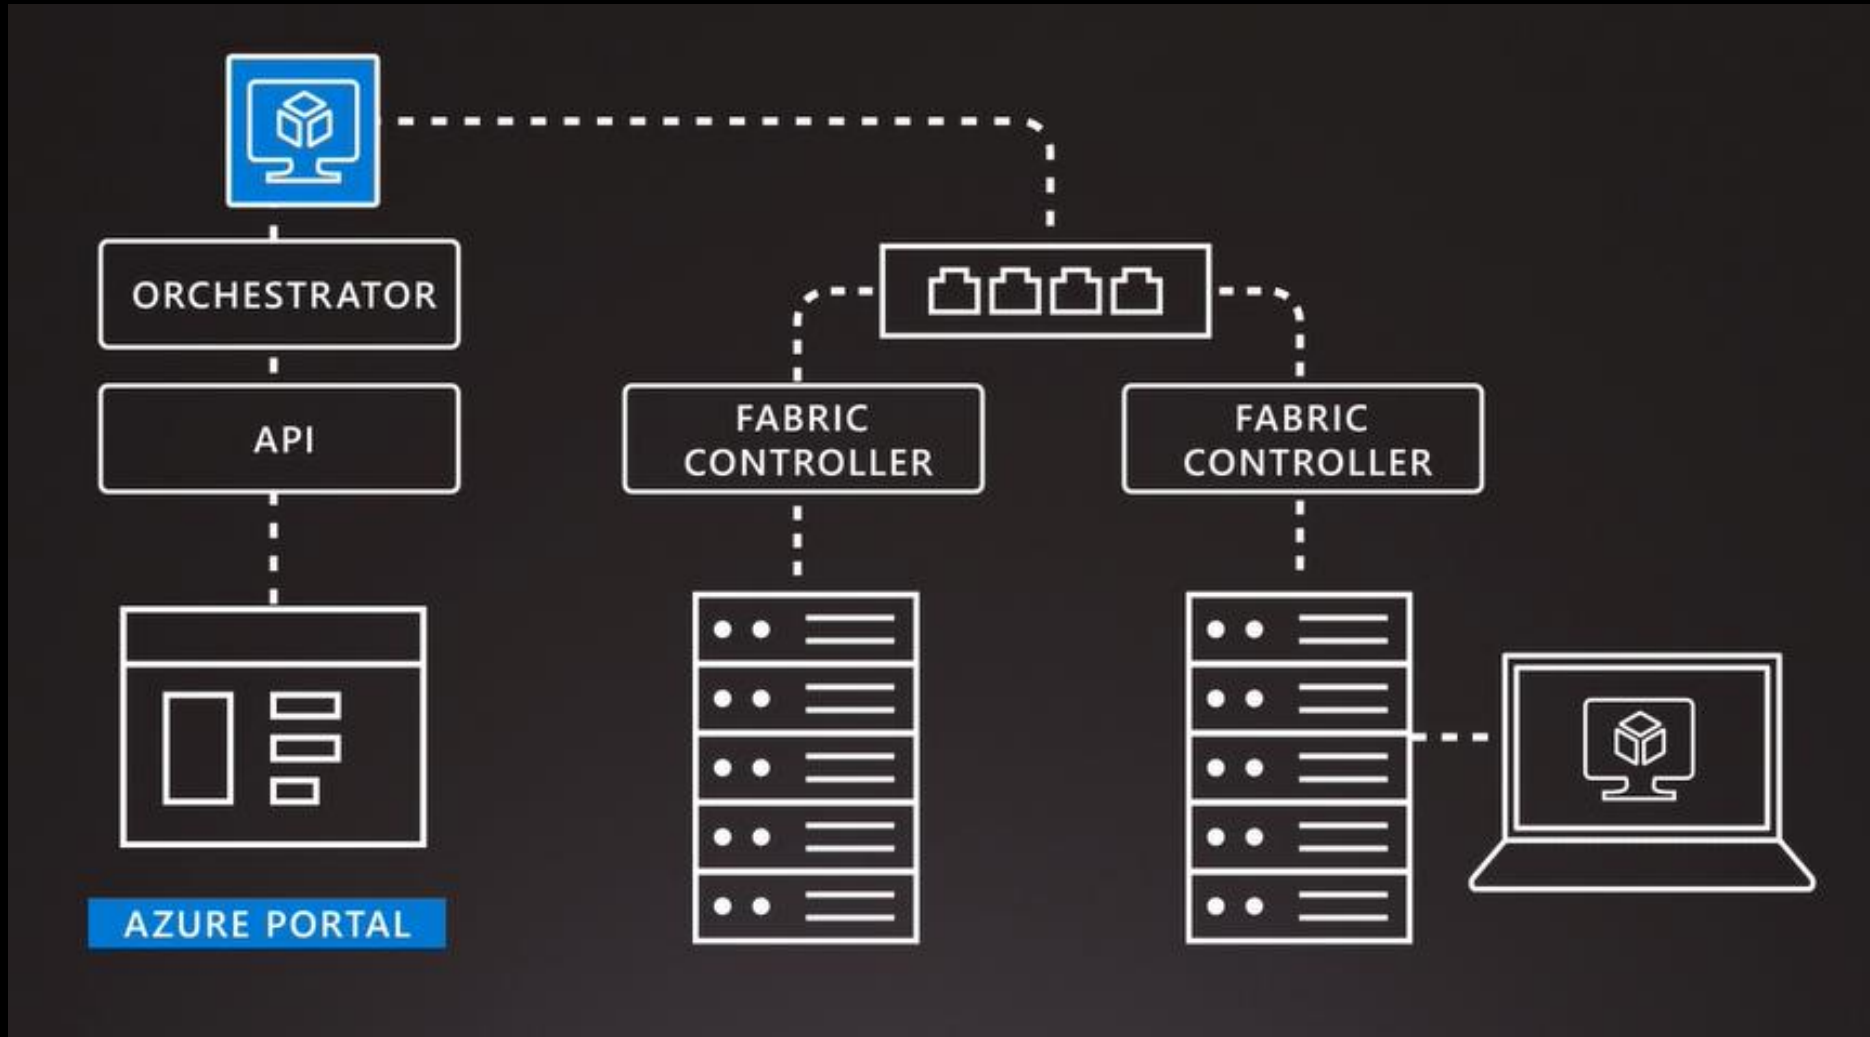 ORCHESTRATOR
API
AZURE PORTAL
FABRIC
CONTROLLER
FABRIC
CONTROLLER